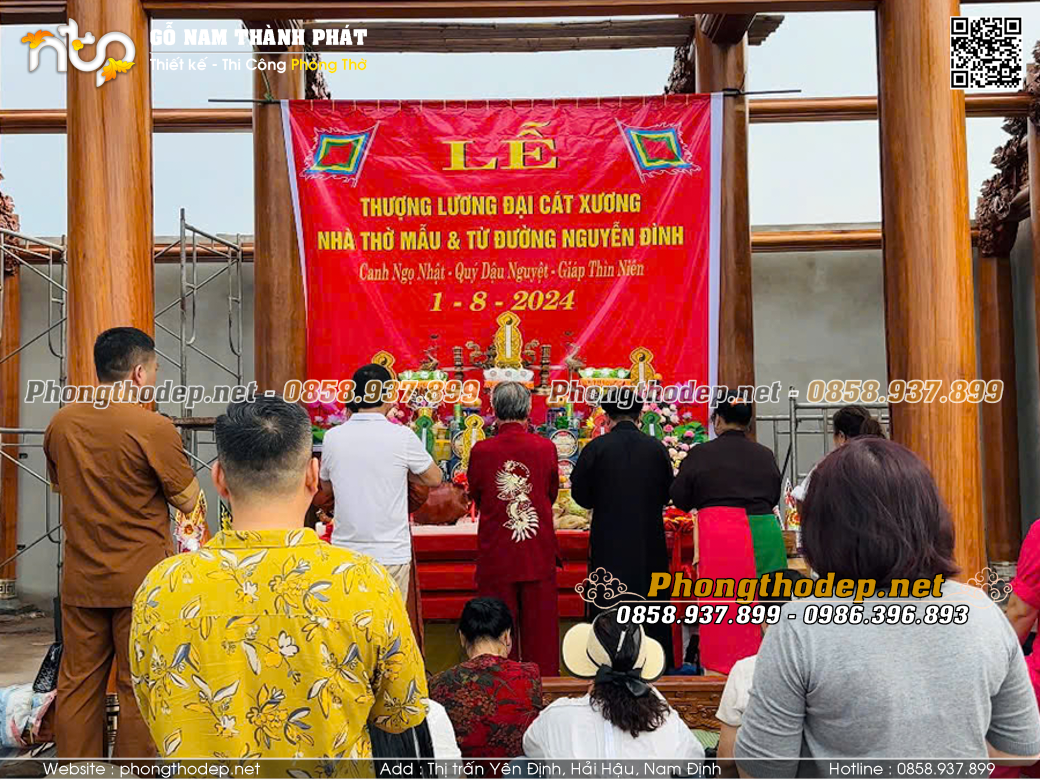 ntp
GỖ NAM THÀNH PHÁT
Thiết kế - Thi Công Phòng Thờ
LỄ
THƯỢNG LƯƠNG ĐẠI CÁT XƯƠNG
NHÀ THỜ MẪU & TỪ ĐƯỜNG NGUYỄN ĐÌNH
Canh Ngọ Nhật - Quý Dậu Nguyệt - Giáp Thìn Niên
1 - 8 - 2024
Phongthodep.net - 0858.937.899
Phongthodep.net - 0858.937.899
Phongthodep.net
0858.937.899 - 0986.396.893
Website : phongthodep.net
Add : Thị trấn Yên Định, Hải Hậu, Nam Định
Hotline : 0858.937.899